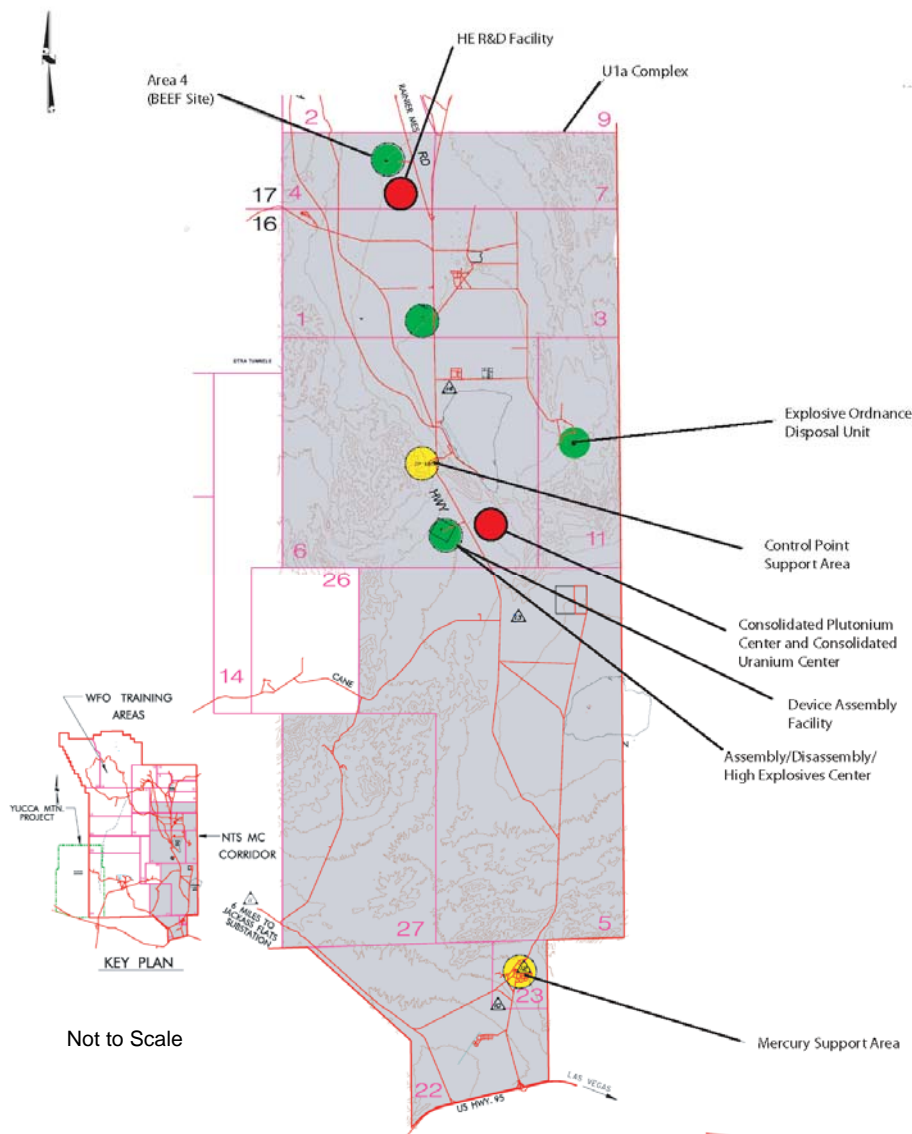 HE R&D Facility
Area 4
(BEEF Site)
U1a Complex
RAINIER MES
RD
2
9
4
7
17
16
1
3
ETRA TUNNELS
Explosive Ordnance
Disposal Unit
HWY
6
11
Control Point
Support Area
26
Consolidated Plutonium
Center and Consolidated
Uranium Center
14
CANE
WFO TRAINING
AREAS
Device Assembly
Facility
Assembly/Disassembly/
High Explosives Center
N
YUCCA MTN.
PROJECT
NTS MC
CORRIDOR
6 MILES TO
JACKASS FLATS
SUBSTATION
27
5
KEY PLAN
23
Not to Scale
Mercury Support Area
22
US HWY. 95
LAS VEGAS